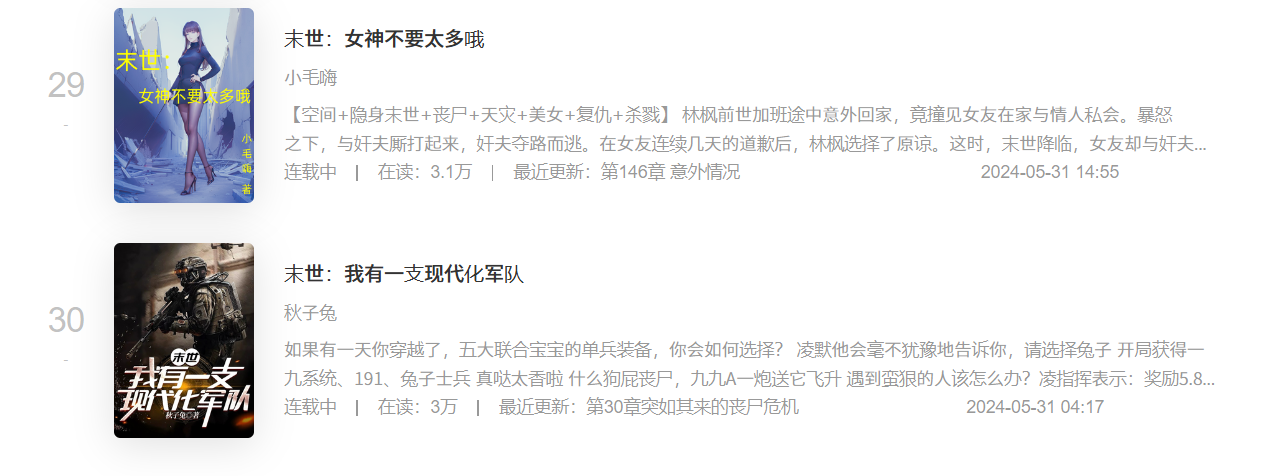 29
-
末世：
女神不要太多哦
小毛嗨 著
末世：女神不要太多哦
小毛嗨
【空间+隐身末世+丧尸+天灾+美女+复仇+杀戮】 林枫前世加班途中意外回家，竟撞见女友在家与情人私会。暴怒
之下，与奸夫厮打起来，奸夫夺路而逃。在女友连续几天的道歉后，林枫选择了原谅。这时，末世降临，女友却与奸夫...
连载中 | 在读：3.1万 | 最近更新：第146章 意外情况 2024-05-31 14:55
30
-
末世
我有一支
现代化军队
秋子兔◎著
末世：我有一支现代化军队
秋子兔
如果有一天你穿越了，五大联合宝宝的单兵装备，你会如何选择？ 凌默他会毫不犹豫地告诉你，请选择兔子 开局获得一
九系统、191、兔子士兵 真哒太香啦 什么狗屁丧尸，九九A一炮送它飞升 遇到蛮狠的人该怎么办？凌指挥表示：奖励5.8...
连载中 | 在读：3万 | 最近更新：第30章突如其来的丧尸危机 2024-05-31 04:17